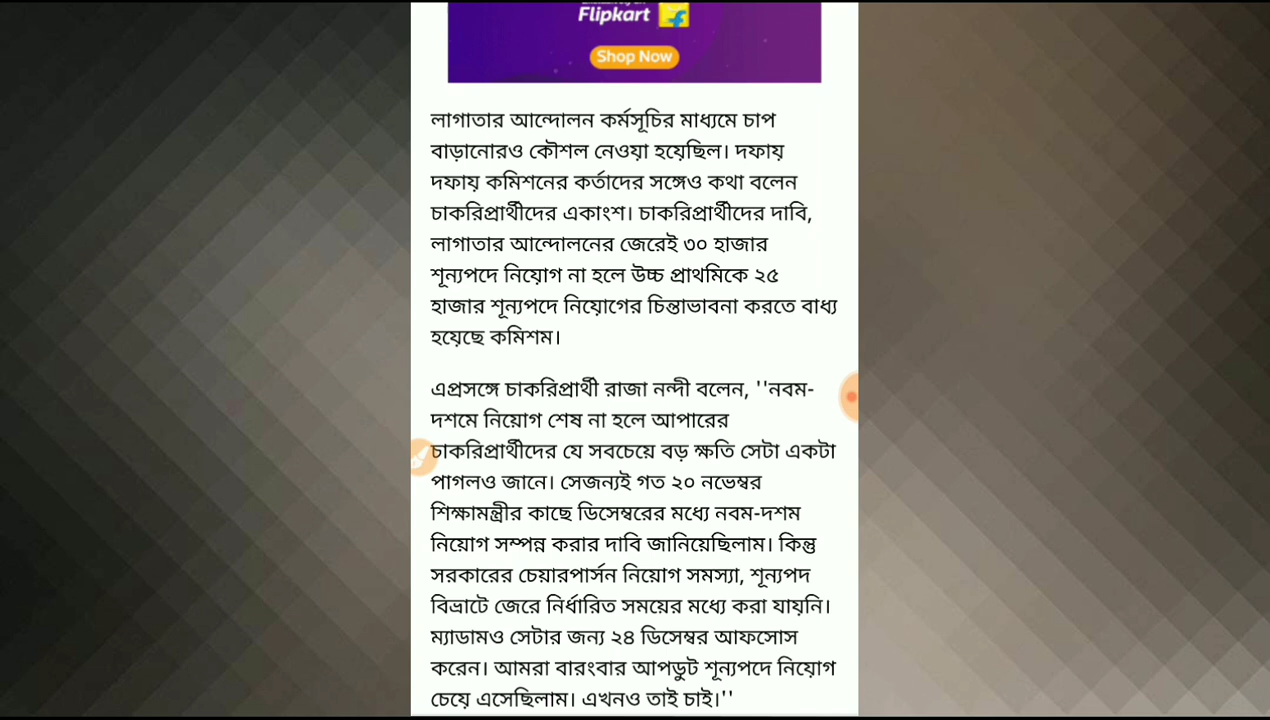 Flipkart
Shop Now
লাগাতার আন্দোলন কর্মসূচির মাধ্যমে চাপ
বাড়ানোরও কৌশল নেওয়া হয়েছিল। দফায়
দফায় কমিশনের কর্তাদের সঙ্গেও কথা বলেন
চাকরিপ্রার্থীদের একাংশ। চাকরিপ্রার্থীদের দাবি,
লাগাতার আন্দোলনের জেরেই ৩০ হাজার
শূন্যপদে নিয়োগ না হলে উচ্চ প্রাথমিকে ২৫
হাজার শূন্যপদে নিয়োগের চিন্তাভাবনা করতে বাধ্য
হয়েছে কমিশম।
এপ্রসঙ্গে চাকরিপ্রার্থী রাজা নন্দী বলেন, ''নবম-
দশমে নিয়োগ শেষ না হলে আপারের
চাকরিপ্রার্থীদের যে সবচেয়ে বড় ক্ষতি সেটা একটা
পাগলও জানে। সেজন্যই গত ২০ নভেম্বর
শিক্ষামন্ত্রীর কাছে ডিসেম্বরের মধ্যে নবম-দশম
নিয়োগ সম্পন্ন করার দাবি জানিয়েছিলাম। কিন্তু
সরকারের চেয়ারপার্সন নিয়োগ সমস্যা, শূন্যপদ
বিভ্রাটে জেরে নির্ধারিত সময়ের মধ্যে করা যায়নি।
ম্যাডামও সেটার জন্য ২৪ ডিসেম্বর আফসোস
করেন। আমরা বারংবার আপডুট শূন্যপদে নিয়োগ
চেয়ে এসেছিলাম। এখনও তাই চাই।''